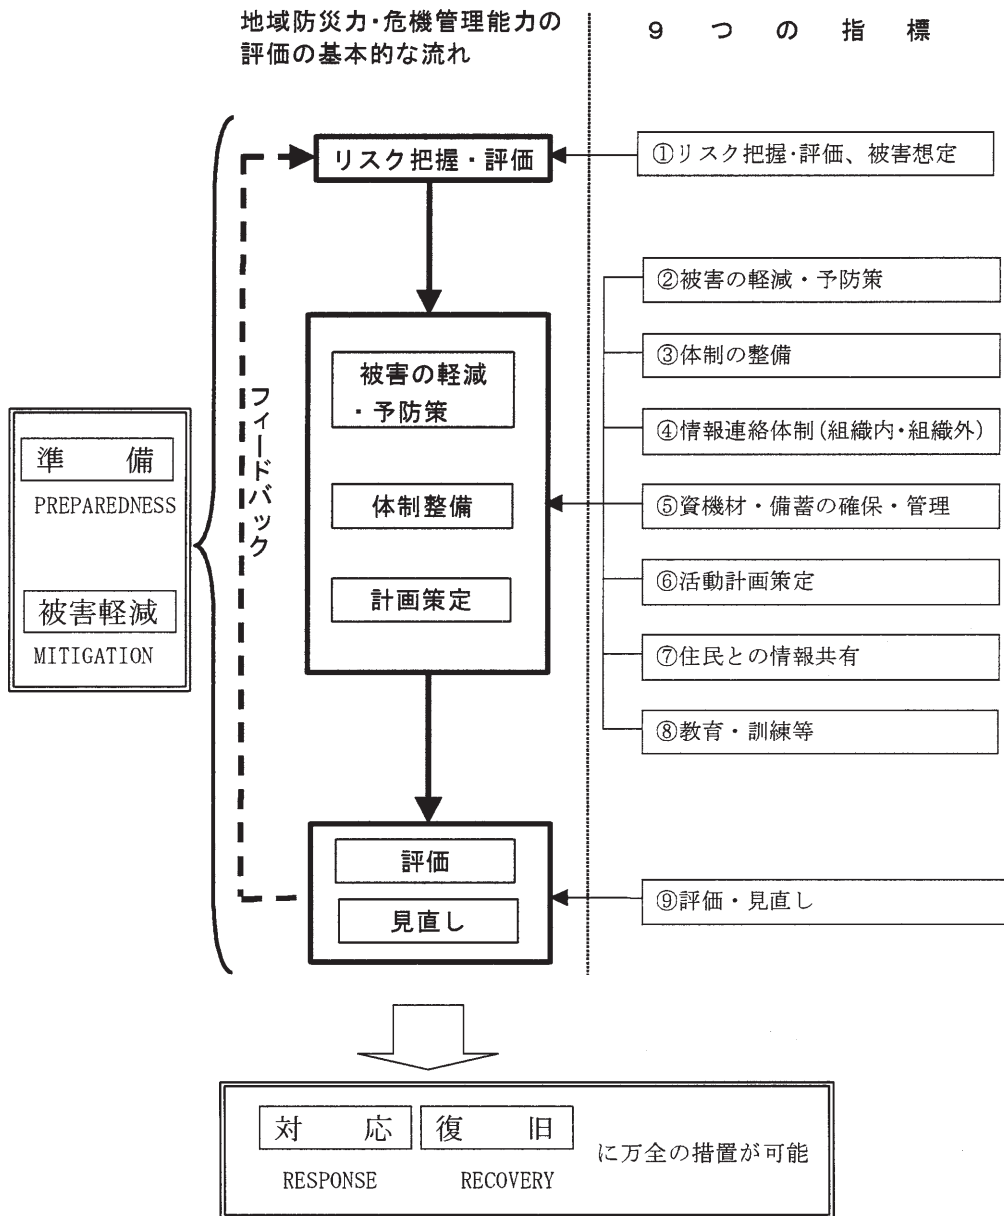 地域防災力・危機管理能力の
評価の基本的な流れ
9つの指標
リスク把握・評価
①リスク把握・評価、被害想定
②被害の軽減・予防策
③体制の整備
④情報連絡体制(組織内・組織外)
⑤資機材・備蓄の確保・管理
⑥活動計画策定
⑦住民との情報共有
⑧教育・訓練等
⑨評価・見直し
被害の軽減
・予防策
体制整備
計画策定
フィードバック
準備
PREPAREDNESS
被害軽減
MITIGATION
評価
見直し
対応
復旧
に万全の措置が可能
RESPONSE
RECOVERY